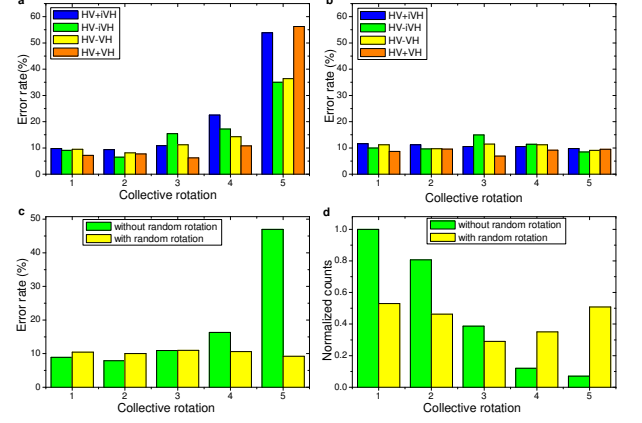 a
HV+iVH
HV-iVH
HV-VH
HV+VH
Error rate(%)
60
50
40
30
20
10
0
1 2 3 4 5
Collective rotation
b
HV+iVH
HV-iVH
HV-VH
HV+VH
Error rate (%)
60
50
40
30
20
10
0
1 2 3 4 5
Collective rotation
c
without random rotation
with random rotation
Error rate (%)
50
40
30
20
10
0
1 2 3 4 5
Collective rotation
d
without random rotation
with random rotation
Normalized counts
1.0
0.8
0.6
0.4
0.2
0.0
1 2 3 4 5
Collective rotation